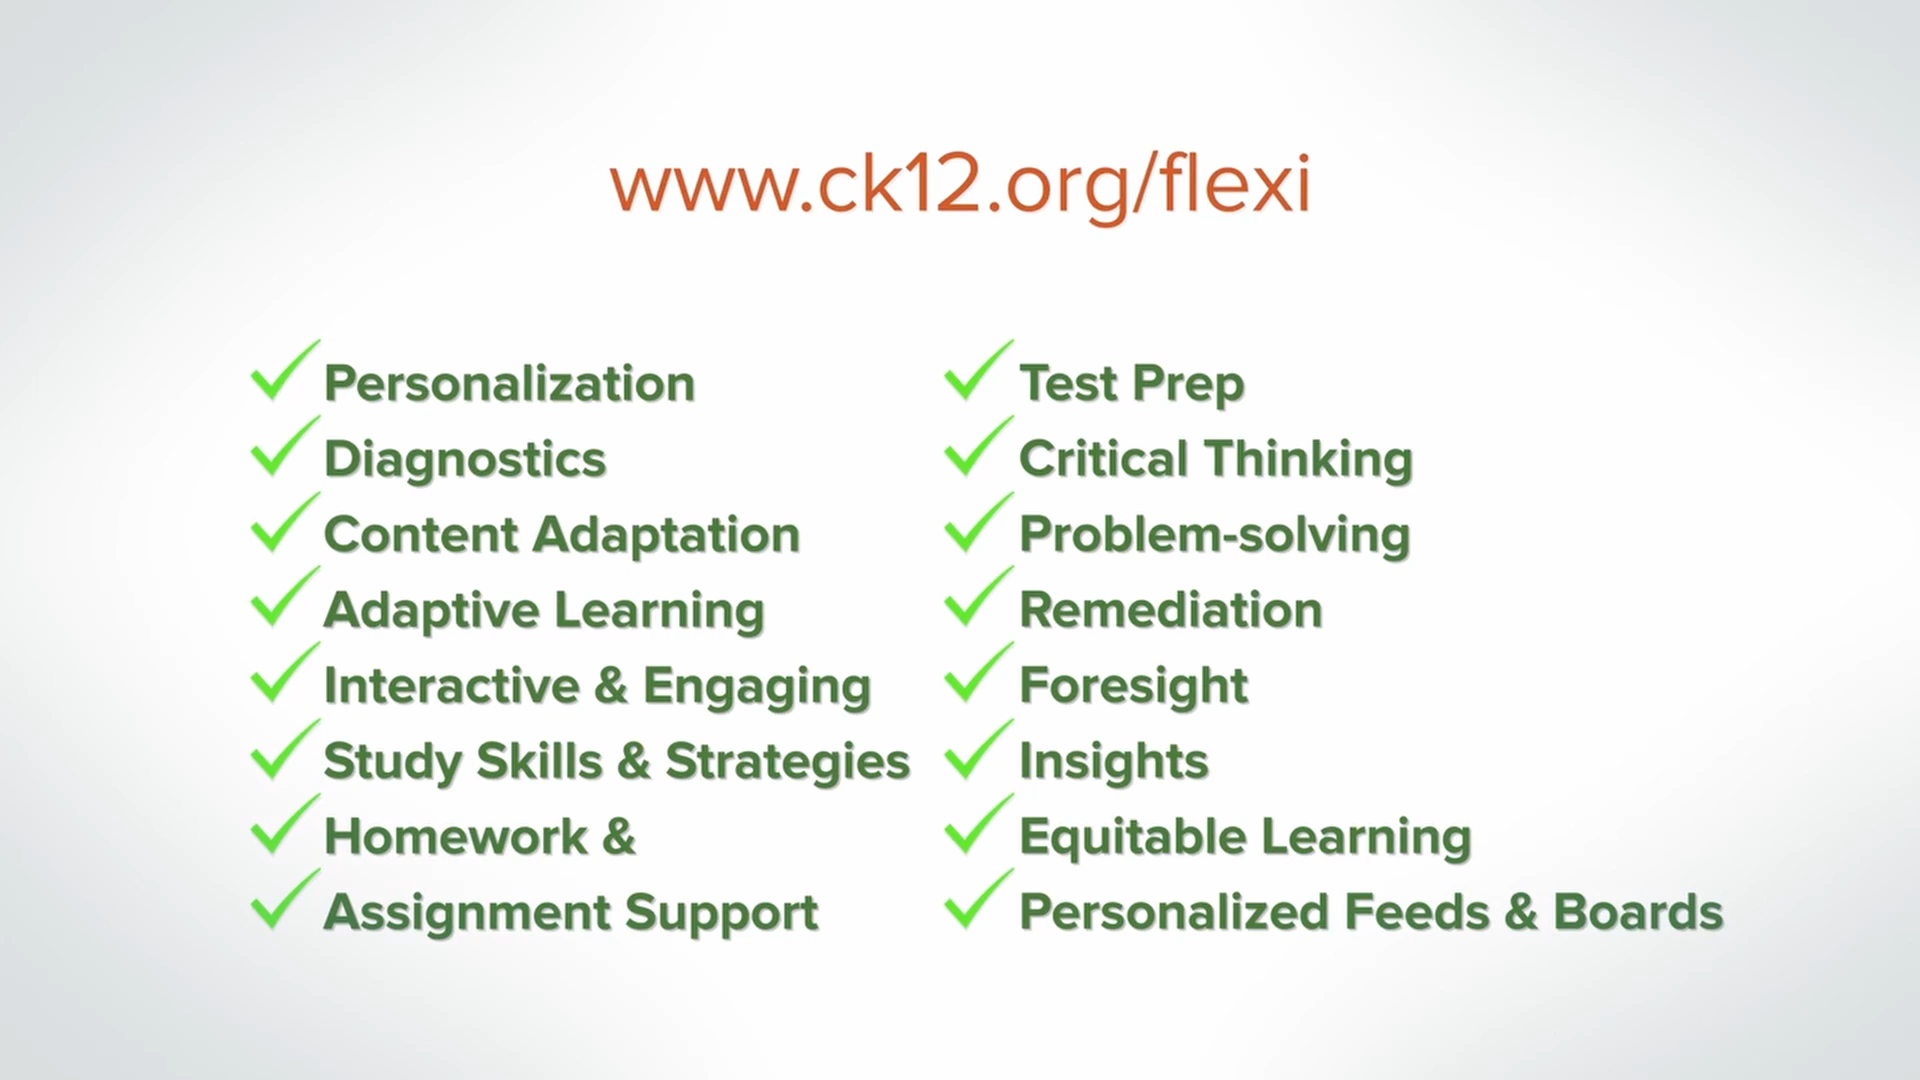 www.ck12.org/flexi
Personalization
Diagnostics
Content Adaptation
Adaptive Learning
Interactive & Engaging
Study Skills & Strategies
Homework &
Assignment Support
Test Prep
Critical Thinking
Problem-solving
Remediation
Foresight
Insights
Equitable Learning
Personalized Feeds & Boards